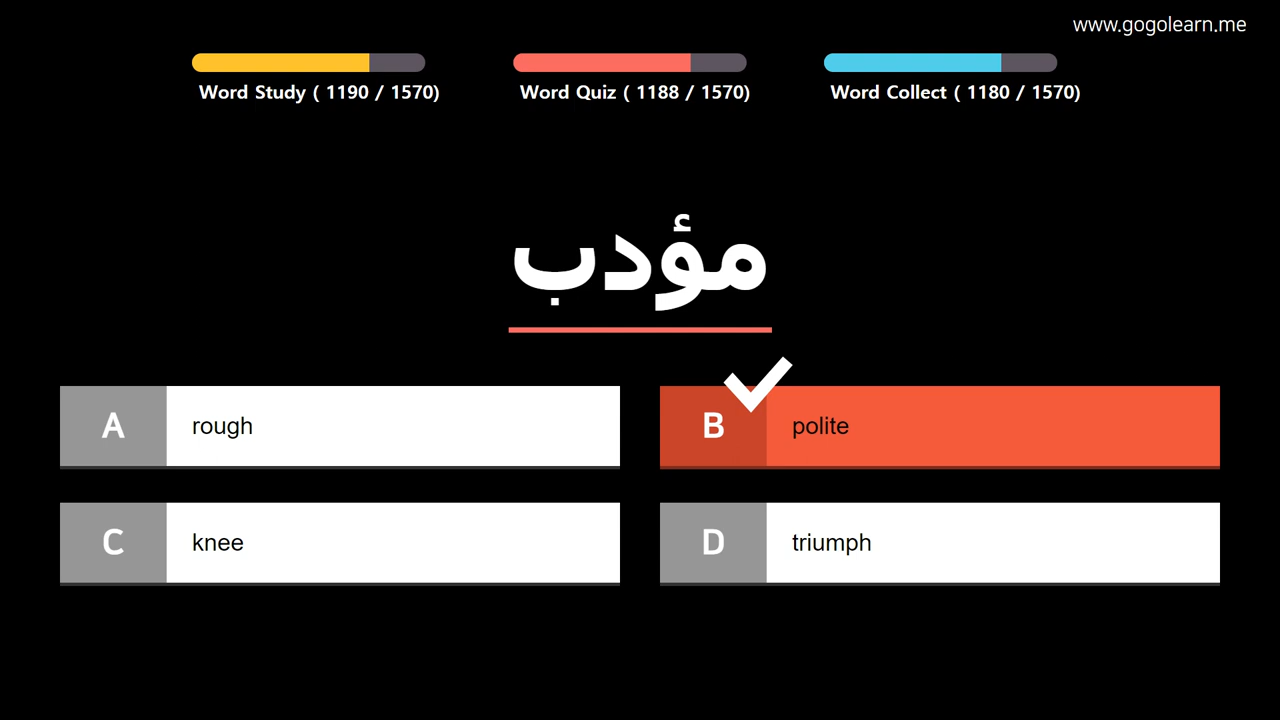 www.gogolearn.me
Word Study ( 1190 / 1570)
Word Quiz ( 1188 / 1570)
Word Collect ( 1180 / 1570)
مؤدب
A rough
B polite
C knee
D triumph